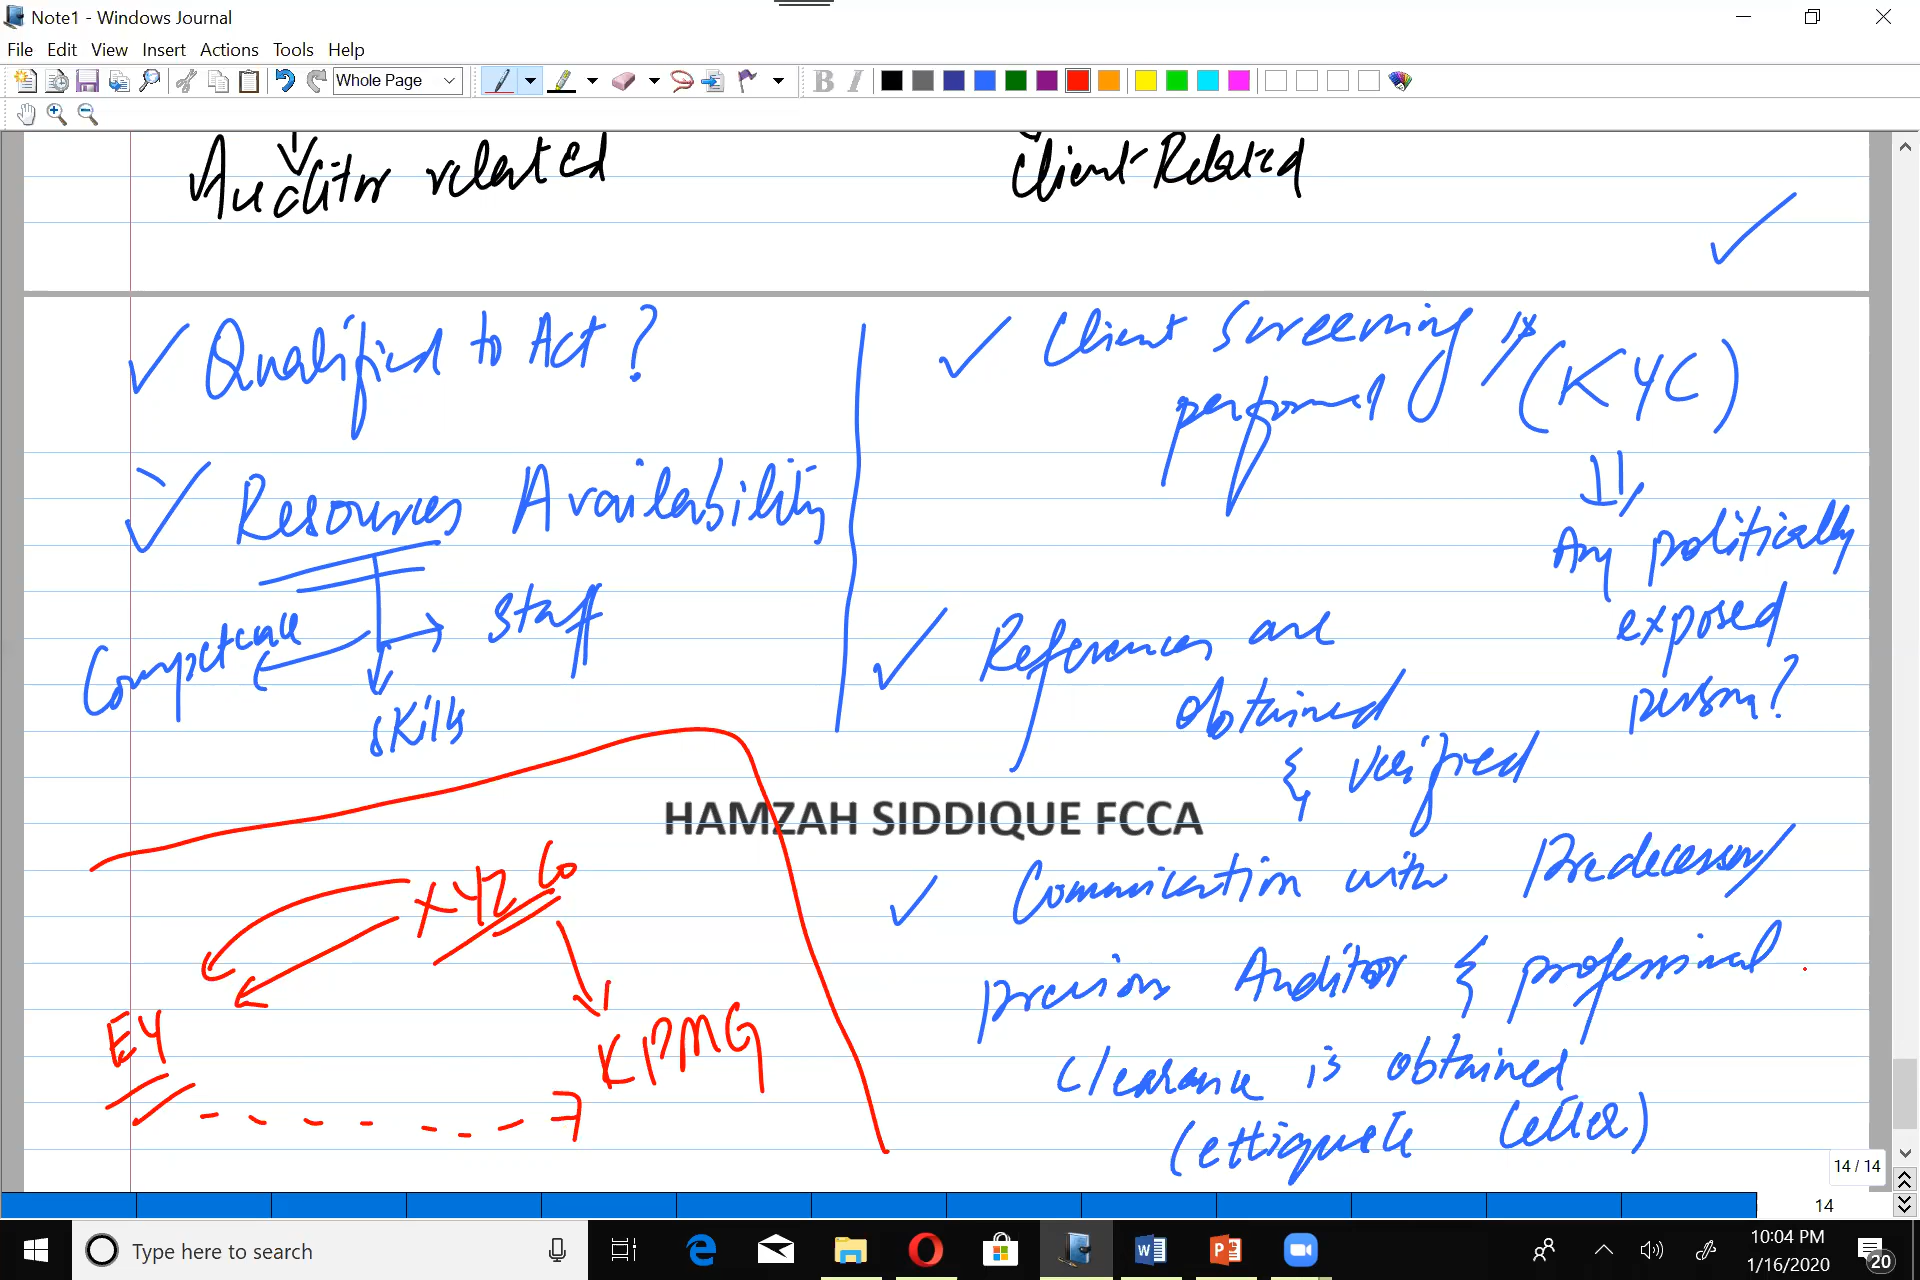 Note1 - Windows Journal
File Edit View Insert Actions Tools Help
Whole Page
Auditor related
Client Related
✓ Qualified to Act?
✓ Resources Availability
Competence
Staff
Skills
✓ Client Screening is
performed
(KYC)
Any politically
exposed
person?
✓ References are
obtained
& verified
HAMZAH SIDDIQUE FCCA
✓ Communication with Predecessor/
previous Auditor & professional
clearance is obtained
(ettiquette letter)
XYZ Co
EY
KPMG
14 / 14
14
Type here to search
10:04 PM
1/16/2020
20